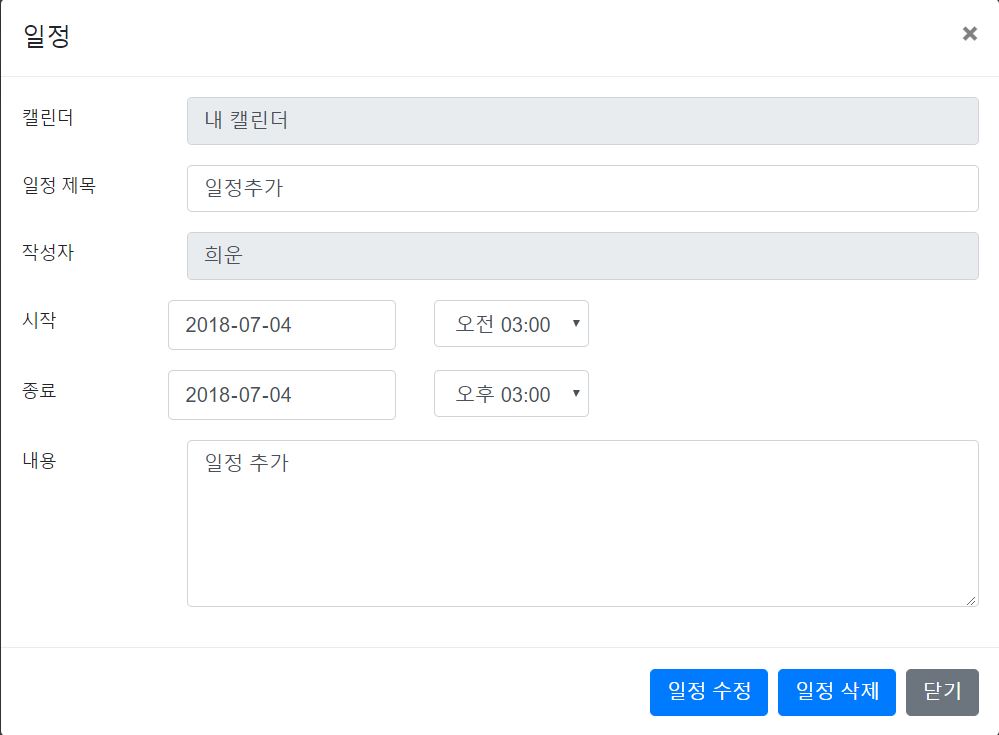 일정 ×
캘린더 내 캘린더
일정 제목 일정추가
작성자 희운
시작 2018-07-04 오전 03:00
종료 2018-07-04 오후 03:00
내용 일정 추가
일정 수정 일정 삭제 닫기